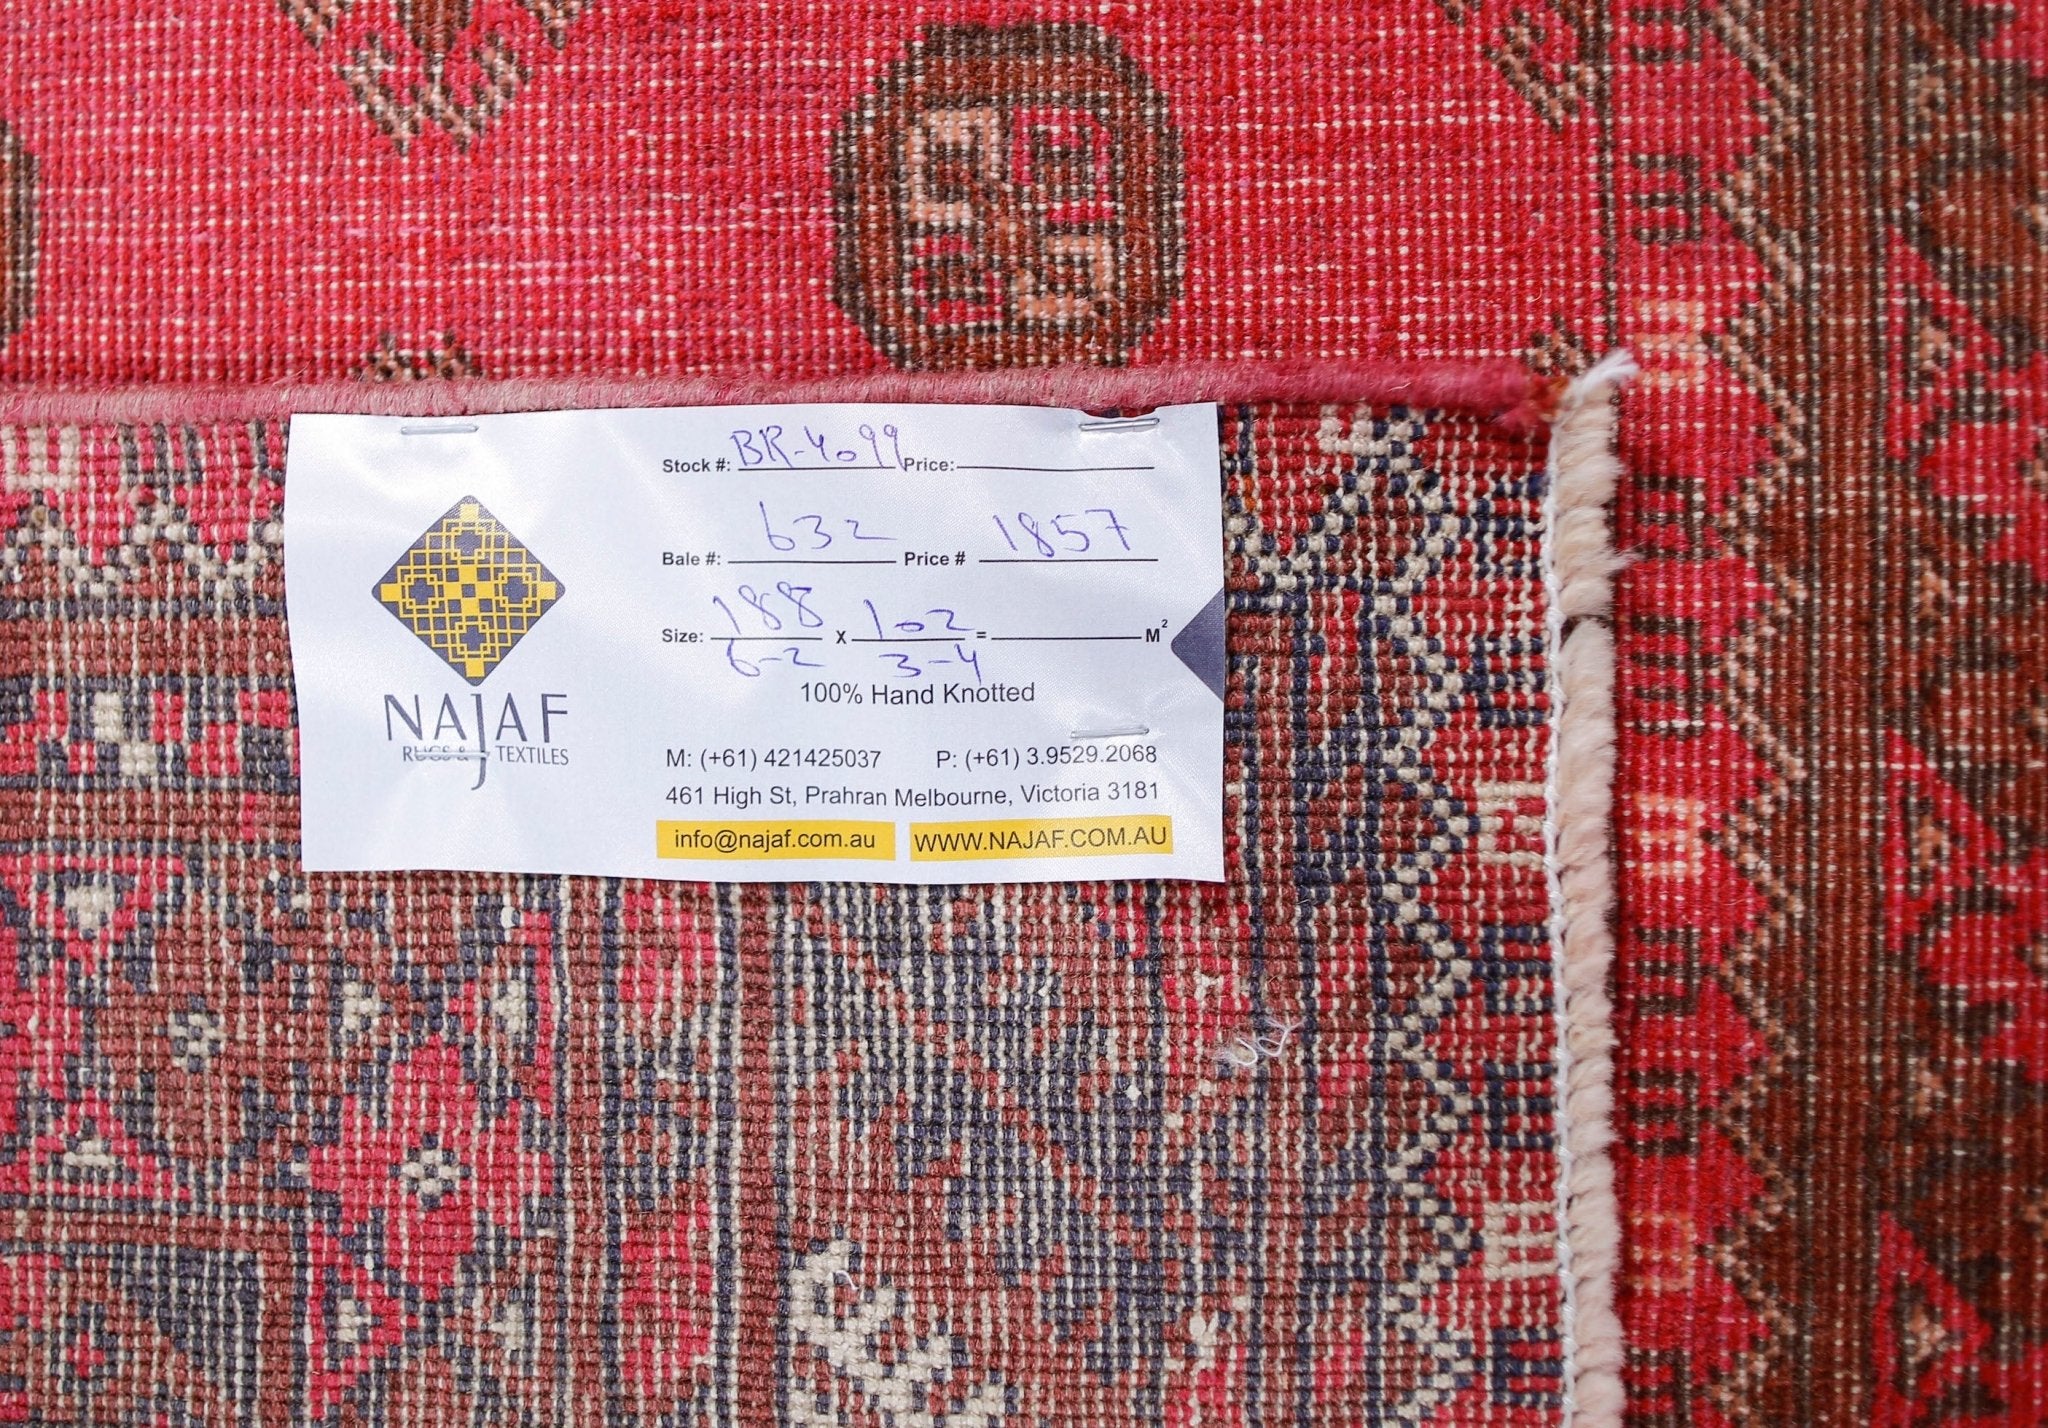 NAJAF
RUGS & TEXTILES
Stock #: BR-4099 Price:
Bale #: 632 Price # 1857
Size: 188 x 102 = M²
6-2 3-4
100% Hand Knotted
M: (+61) 421425037 P: (+61) 3.9529.2068
461 High St, Prahran Melbourne, Victoria 3181
info@najaf.com.au WWW.NAJAF.COM.AU